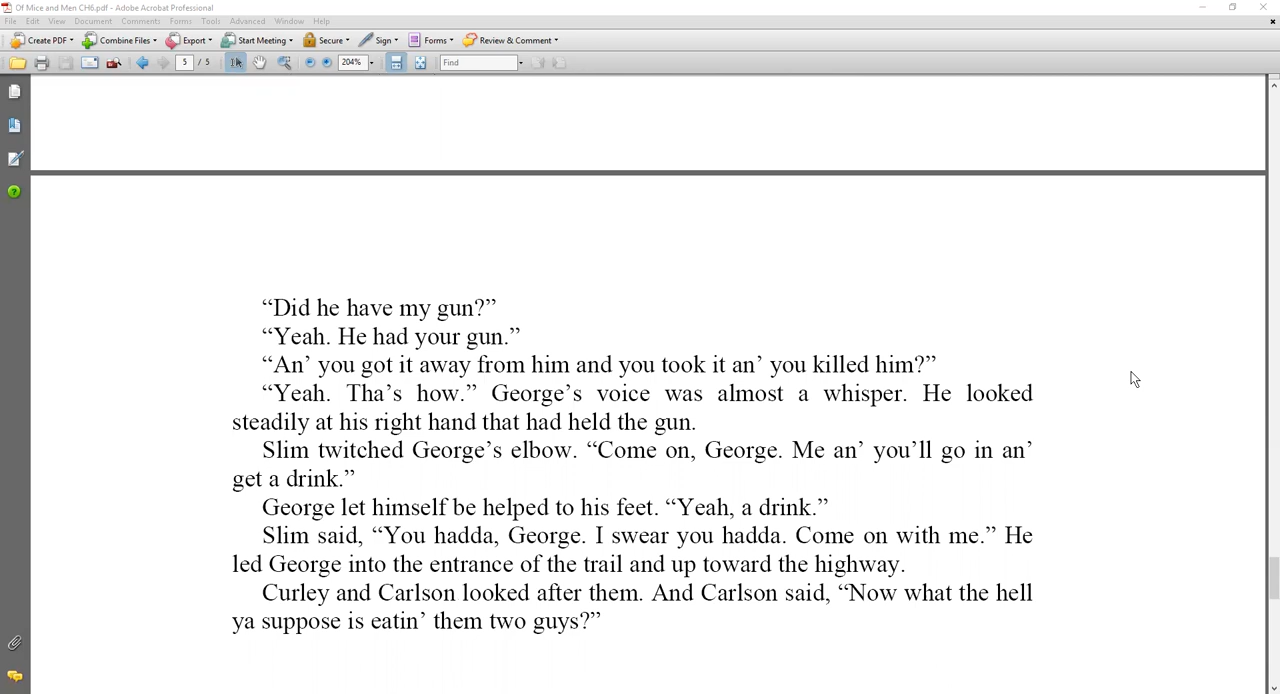 Of Mice and Men CH6.pdf - Adobe Acrobat Professional
File Edit View Document Comments Forms Tools Advanced Window Help
Create PDF Combine Files Export Start Meeting Secure Sign Forms Review & Comment
5 / 5 204% Find
“Did he have my gun?”
“Yeah. He had your gun.”
“An’ you got it away from him and you took it an’ you killed him?”
“Yeah. Tha’s how.” George’s voice was almost a whisper. He looked
steadily at his right hand that had held the gun.
Slim twitched George’s elbow. “Come on, George. Me an’ you’ll go in an’
get a drink.”
George let himself be helped to his feet. “Yeah, a drink.”
Slim said, “You hadda, George. I swear you hadda. Come on with me.” He
led George into the entrance of the trail and up toward the highway.
Curley and Carlson looked after them. And Carlson said, “Now what the hell
ya suppose is eatin’ them two guys?”